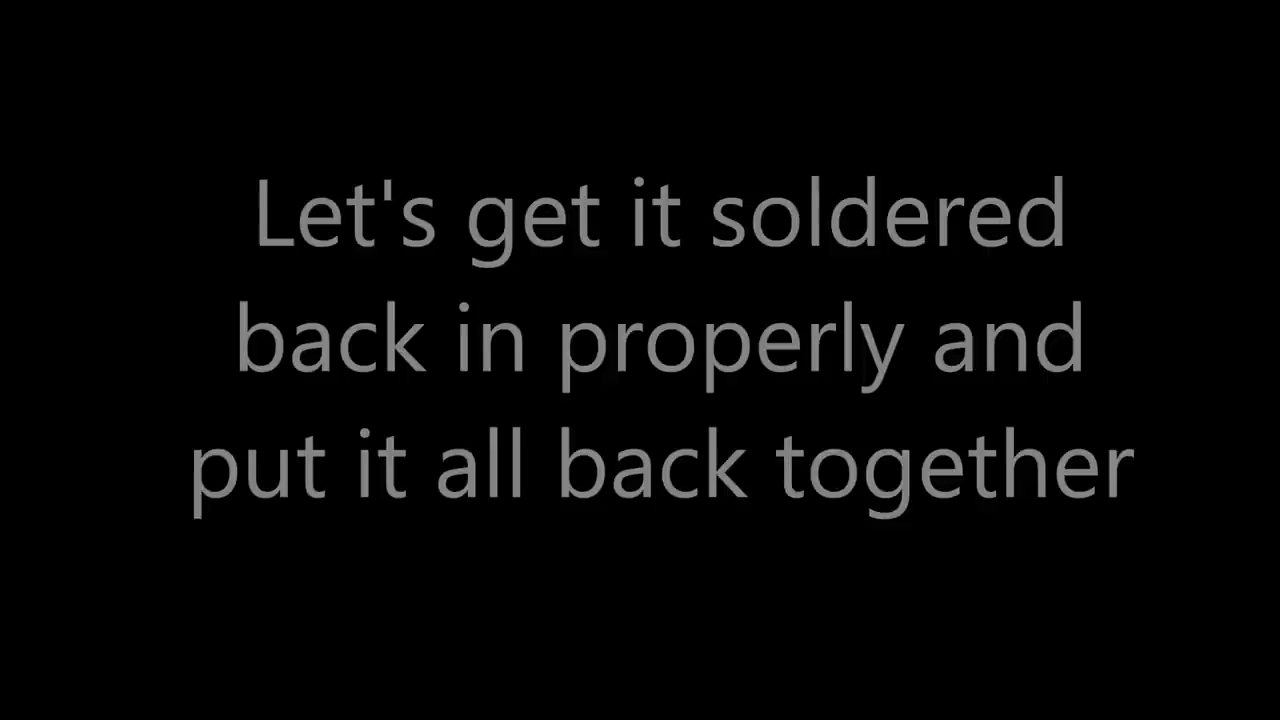 Let's get it soldered
back in properly and
put it all back together